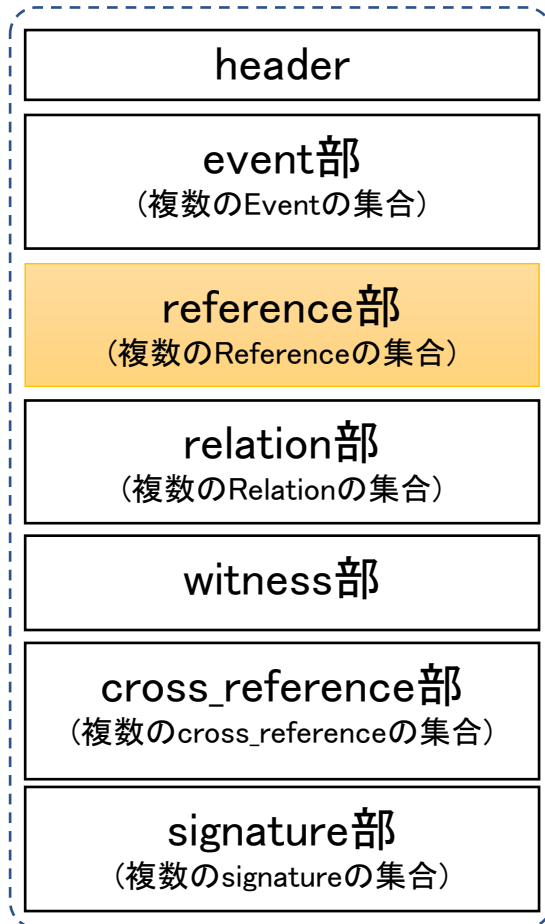 header
event部
(複数のEventの集合)
reference部
(複数のReferenceの集合)
relation部
(複数のRelationの集合)
witness部
cross_reference部
(複数のcross_referenceの集合)
signature部
(複数のsignatureの集合)